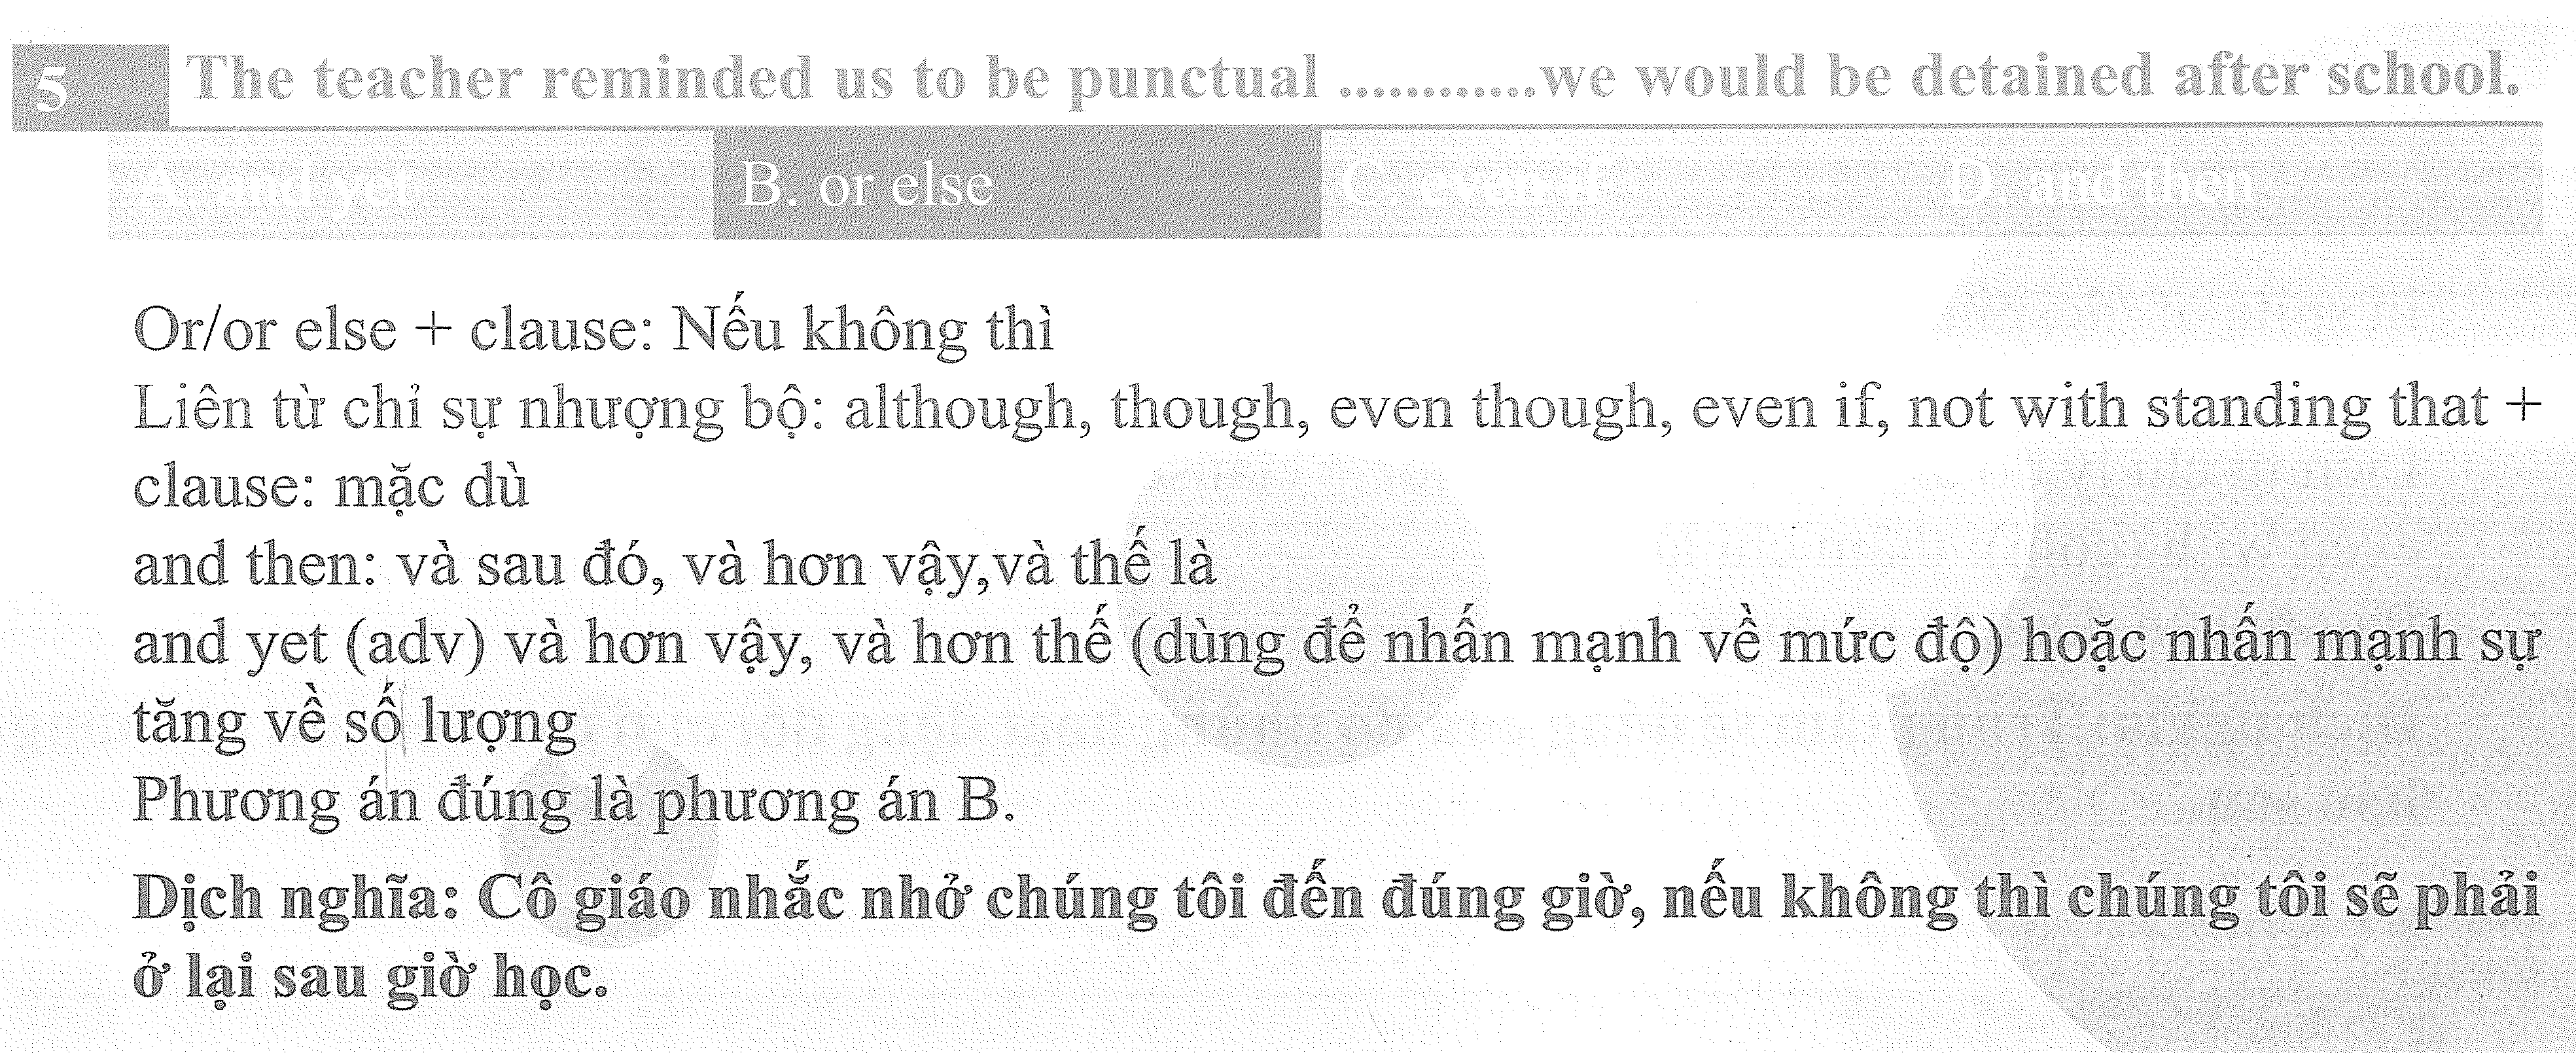 5 The teacher reminded us to be punctual ............we would be detained after school.
A. and yet B. or else C. even if D. and then
Or/or else + clause: Nếu không thì
Liên từ chỉ sự nhượng bộ: although, though, even though, even if, not with standing that +
clause: mặc dù
and then: và sau đó, và hơn vậy,và thế là
and yet (adv) và hơn vậy, và hơn thế (dùng để nhấn mạnh về mức độ) hoặc nhấn mạnh sự
tăng về số lượng
Phương án đúng là phương án B.
Dịch nghĩa: Cô giáo nhắc nhở chúng tôi đến đúng giờ, nếu không thì chúng tôi sẽ phải
ở lại sau giờ học.